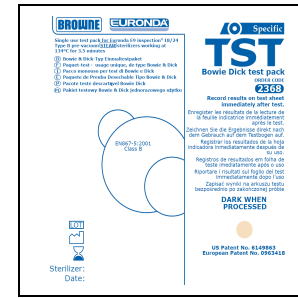 BROWNE EURONDA
Single use test pack for Euronda E9 Inspection® 18/24
Type B pre vacuum STEAM sterilizers working at
134°C for 3.5 minutes
Bowie & Dick-Typ Einmaltestpaket
Paquet-test - usage unique, de type Bowie & Dick
Pacco monouso per test di Bowie e Dick
Paquete de Prueba Desechable Tipo Bowie & Dick
Pacote teste descartável Bowie Dick
Pakiet testowy Bowie & Dick jednorazowego użytku
EN867-5:2001
Class B
LOT
Sterilizer:
Date:
Specific
TST
Bowie Dick test pack
ORDER CODE
2368
Record results on test sheet
immediately after test.
Enregister les resultats de la lecture de
la feuille indicatrice immédiatement
après le test.
Zeichnen Sie die Ergebnisse direkt nach
dem Gebrauch auf dem Testbogen auf.
Registrar los resultados de la hoja
indicadora inmediatamente después de
su uso.
Registros de resultados em folha de
teste imediatamente após o uso
Riportare i risultati sul foglio del test
immediatamente dopo l'uso
Zapisać wyniki na arkuszu testu
bezpośrednio po zakończonej próbie
DARK WHEN
PROCESSED
US Patent No. 6149863
European Patent No. 0963418